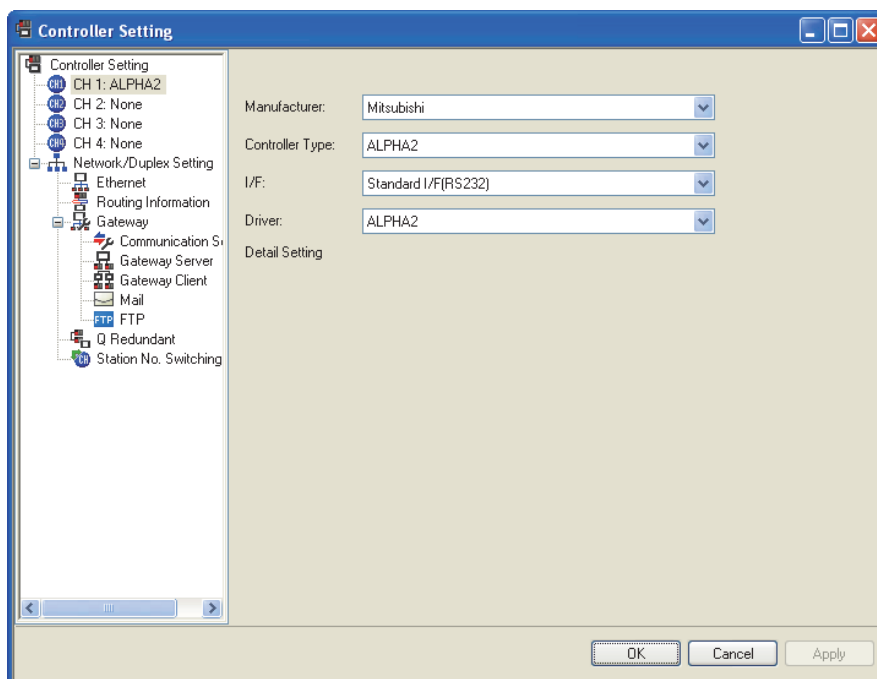 Controller Setting
Controller Setting
CH1 CH 1: ALPHA2
CH2 CH 2: None
CH3 CH 3: None
CH4 CH 4: None
Network/Duplex Setting
Ethernet
Routing Information
Gateway
Communication S
Gateway Server
Gateway Client
Mail
FTP FTP
Q Redundant
CH Station No. Switching
Manufacturer: Mitsubishi
Controller Type: ALPHA2
I/F: Standard I/F(RS232)
Driver: ALPHA2
Detail Setting
OK Cancel Apply